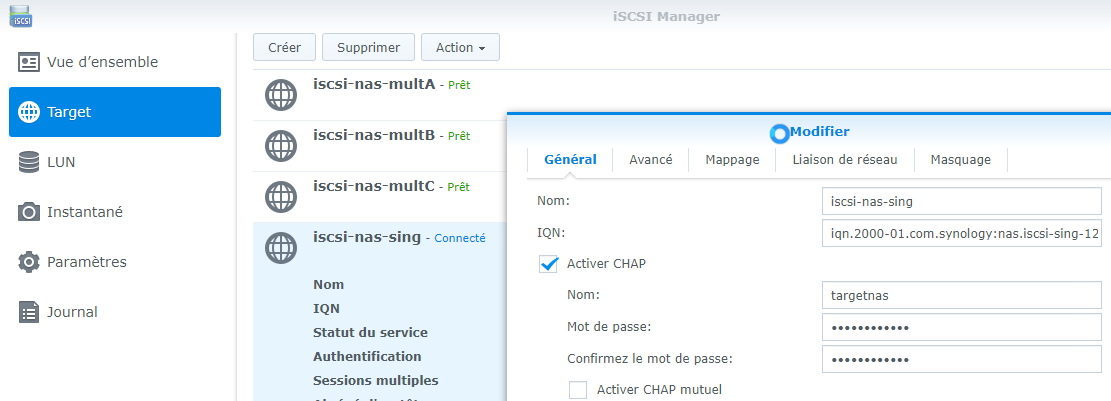 iSCSI
iSCSI Manager
Vue d’ensemble
Target
LUN
Instantané
Paramètres
Journal
Créer Supprimer Action
iscsi-nas-multA - Prêt
iscsi-nas-multB - Prêt
iscsi-nas-multC - Prêt
iscsi-nas-sing - Connecté
Nom
IQN
Statut du service
Authentification
Sessions multiples
Modifier
Général Avancé Mappage Liaison de réseau Masquage
Nom: iscsi-nas-sing
IQN: iqn.2000-01.com.synology:nas.iscsi-sing-12
Activer CHAP
Nom: targetnas
Mot de passe: ••••••••••••
Confirmez le mot de passe: ••••••••••••
Activer CHAP mutuel